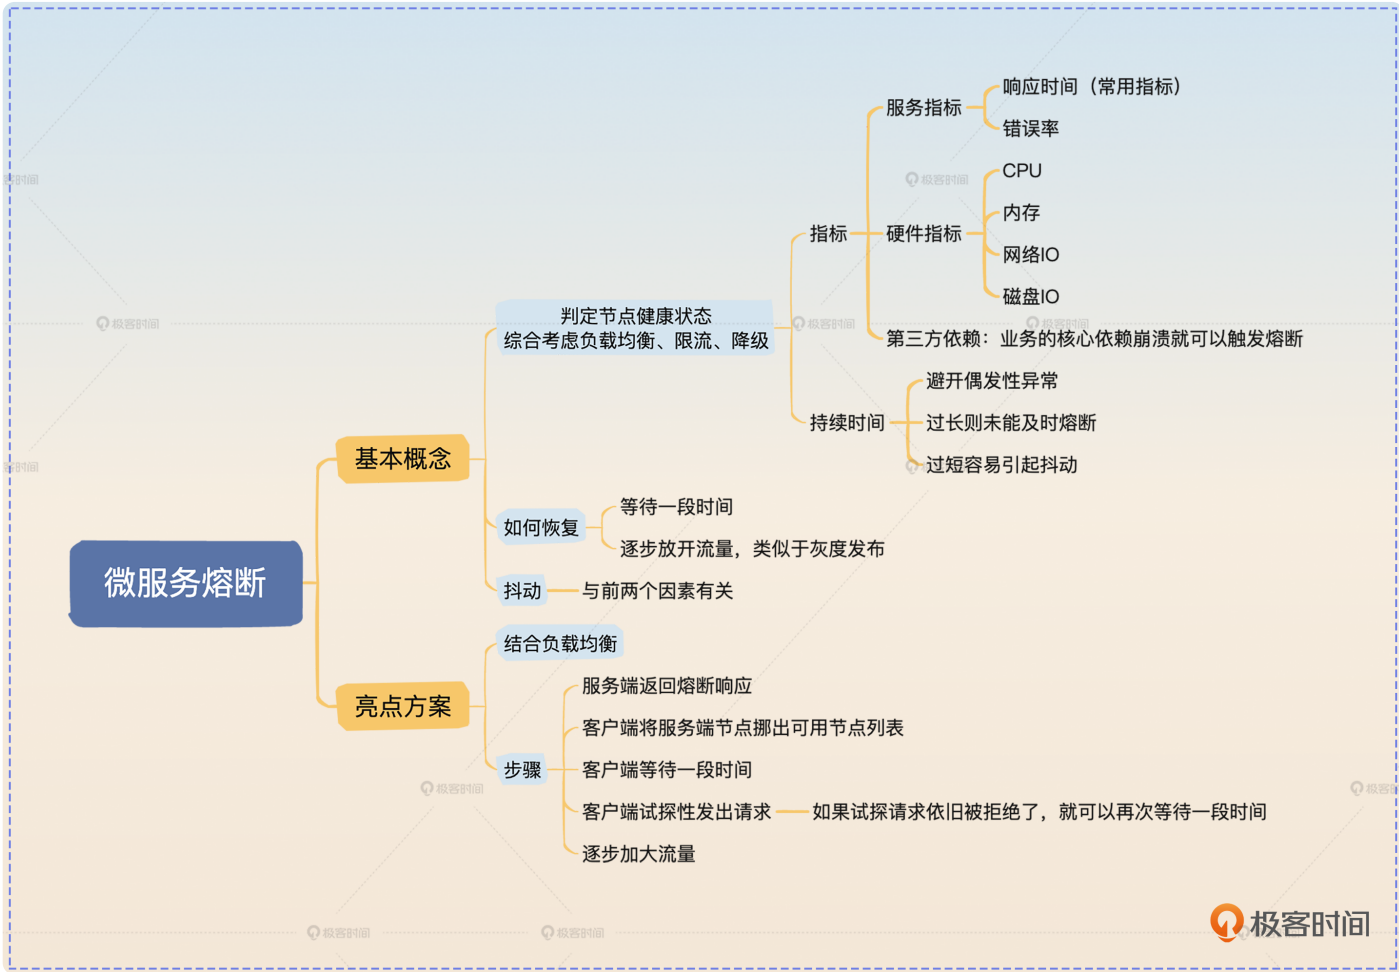 响应时间（常用指标）
服务指标
错误率
CPU
内存
指标
硬件指标
网络IO
磁盘IO
判定节点健康状态
综合考虑负载均衡、限流、降级
第三方依赖：业务的核心依赖崩溃就可以触发熔断
避开偶发性异常
持续时间
过长则未能及时熔断
过短容易引起抖动
基本概念
等待一段时间
如何恢复
逐步放开流量，类似于灰度发布
抖动
与前两个因素有关
微服务熔断
结合负载均衡
服务端返回熔断响应
亮点方案
客户端将服务端节点挪出可用节点列表
步骤
客户端等待一段时间
客户端试探性发出请求
如果试探请求依旧被拒绝了，就可以再次等待一段时间
逐步加大流量
极客时间